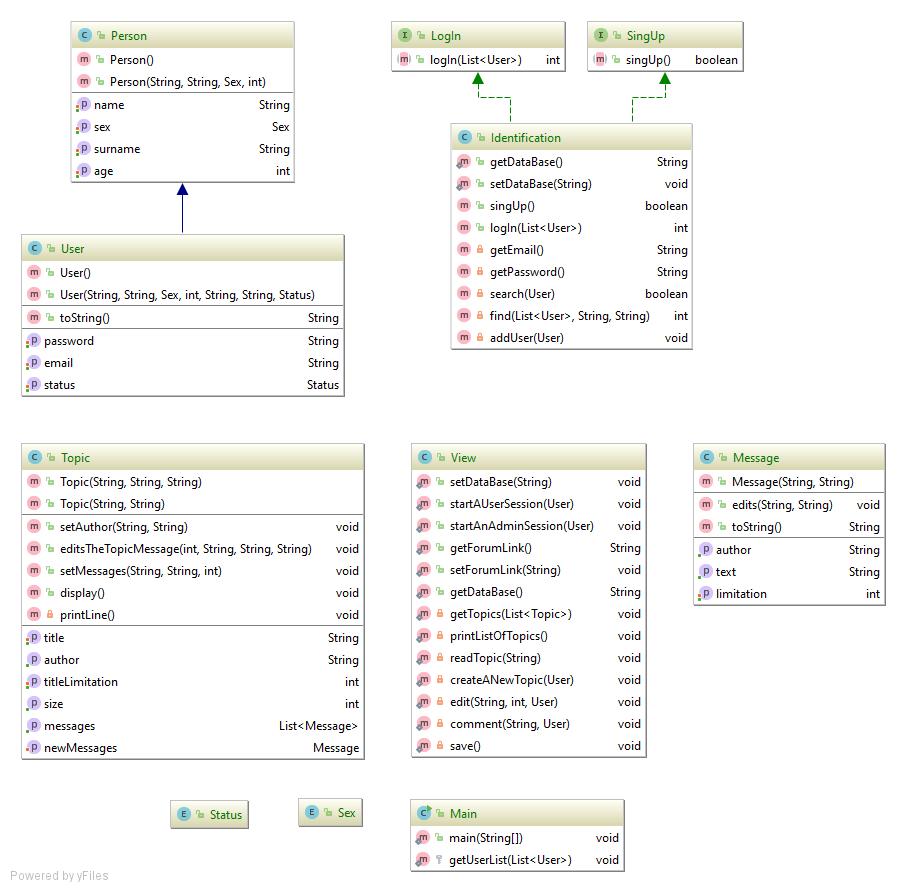 Person
Person()
Person(String, String, Sex, int)
name String
sex Sex
surname String
age int
LogIn
logIn(List<User>) int
SingUp
singUp() boolean
Identification
getDataBase() String
setDataBase(String) void
singUp() boolean
logIn(List<User>) int
getEmail() String
getPassword() String
search(User) boolean
find(List<User>, String, String) int
addUser(User) void
User
User()
User(String, String, Sex, int, String, String, Status)
toString() String
password String
email String
status Status
Topic
Topic(String, String, String)
Topic(String, String)
setAuthor(String, String) void
editsTheTopicMessage(int, String, String, String) void
setMessages(String, String, int) void
display() void
printLine() void
title String
author String
titleLimitation int
size int
messages List<Message>
newMessages Message
View
setDataBase(String) void
startAUserSession(User) void
startAnAdminSession(User) void
getForumLink() String
setForumLink(String) void
getDataBase() String
getTopics(List<Topic>) void
printListOfTopics() void
readTopic(String) void
createANewTopic(User) void
edit(String, int, User) void
comment(String, User) void
save() void
Message
Message(String, String)
edits(String, String) void
toString() String
author String
text String
limitation int
Status
Sex
Main
main(String[]) void
getUserList(List<User>) void
Powered by yFiles